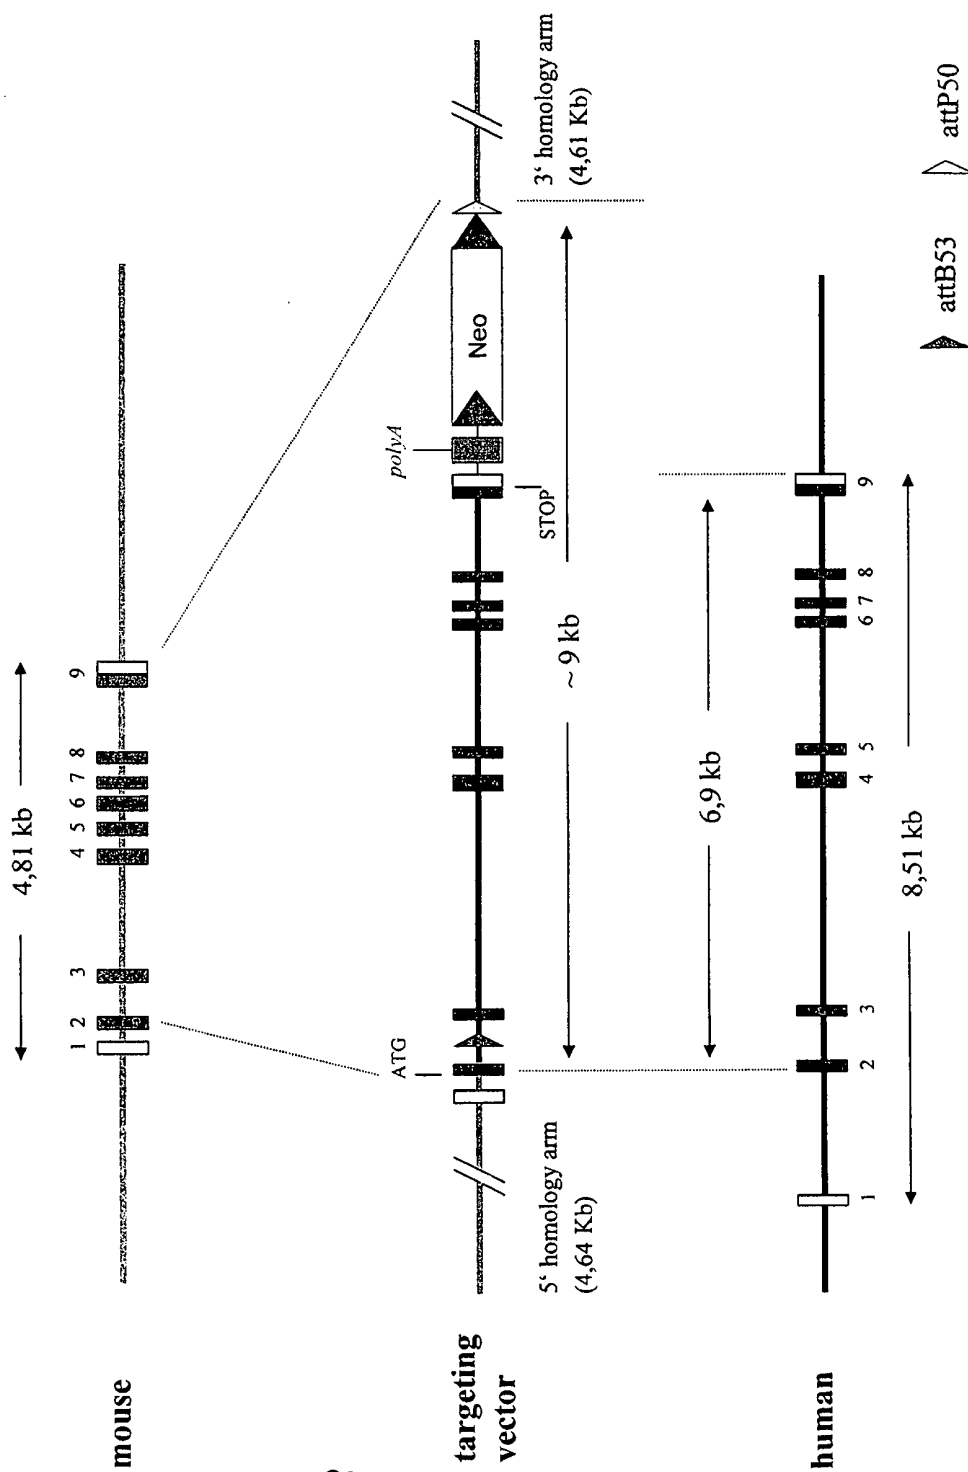 mouse
4,81 kb
1 2 3 4 5 6 7 8 9
targeting
vector
ATG
polyA
Neo
STOP
5‘ homology arm
(4,64 Kb)
~ 9 kb
3‘ homology arm
(4,61 Kb)
6,9 kb
human
1 2 3 4 5 6 7 8 9
8,51 kb
attB53
attP50